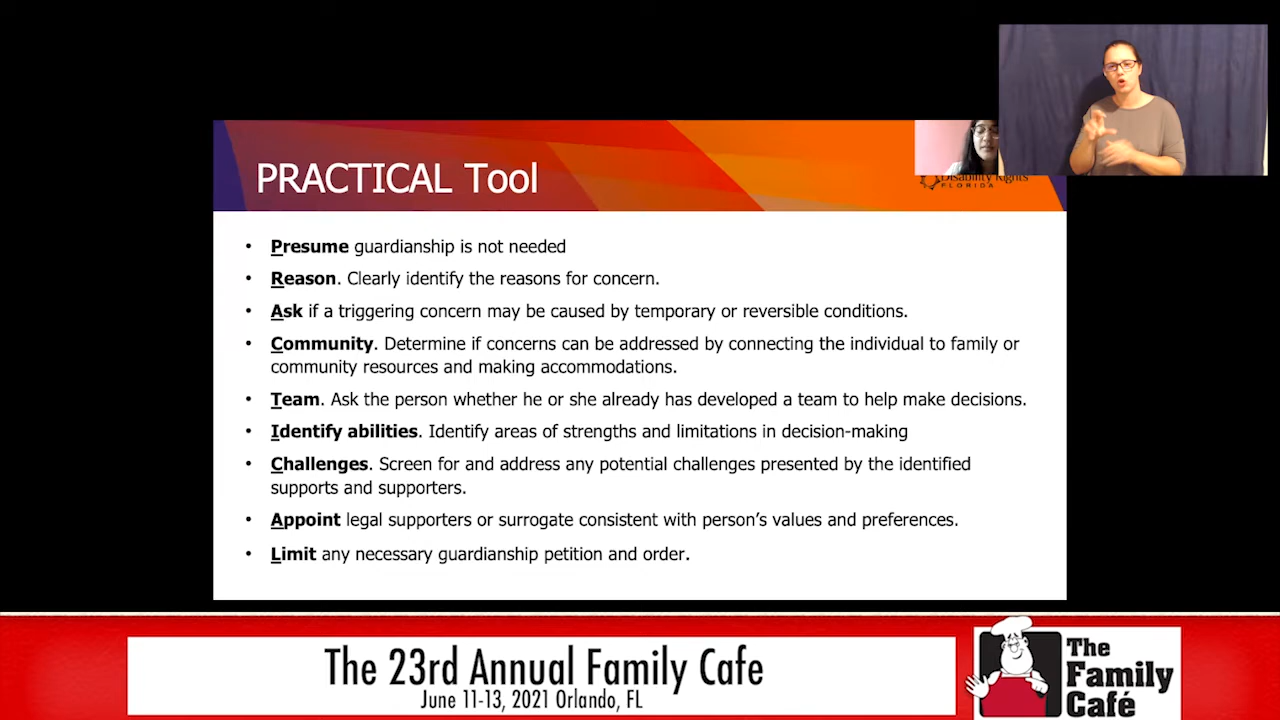 PRACTICAL Tool
Disability Rights
FLORIDA
• Presume guardianship is not needed
• Reason. Clearly identify the reasons for concern.
• Ask if a triggering concern may be caused by temporary or reversible conditions.
• Community. Determine if concerns can be addressed by connecting the individual to family or
community resources and making accommodations.
• Team. Ask the person whether he or she already has developed a team to help make decisions.
• Identify abilities. Identify areas of strengths and limitations in decision-making
• Challenges. Screen for and address any potential challenges presented by the identified
supports and supporters.
• Appoint legal supporters or surrogate consistent with person’s values and preferences.
• Limit any necessary guardianship petition and order.
The 23rd Annual Family Cafe
June 11-13, 2021 Orlando, FL
The
Family
Café